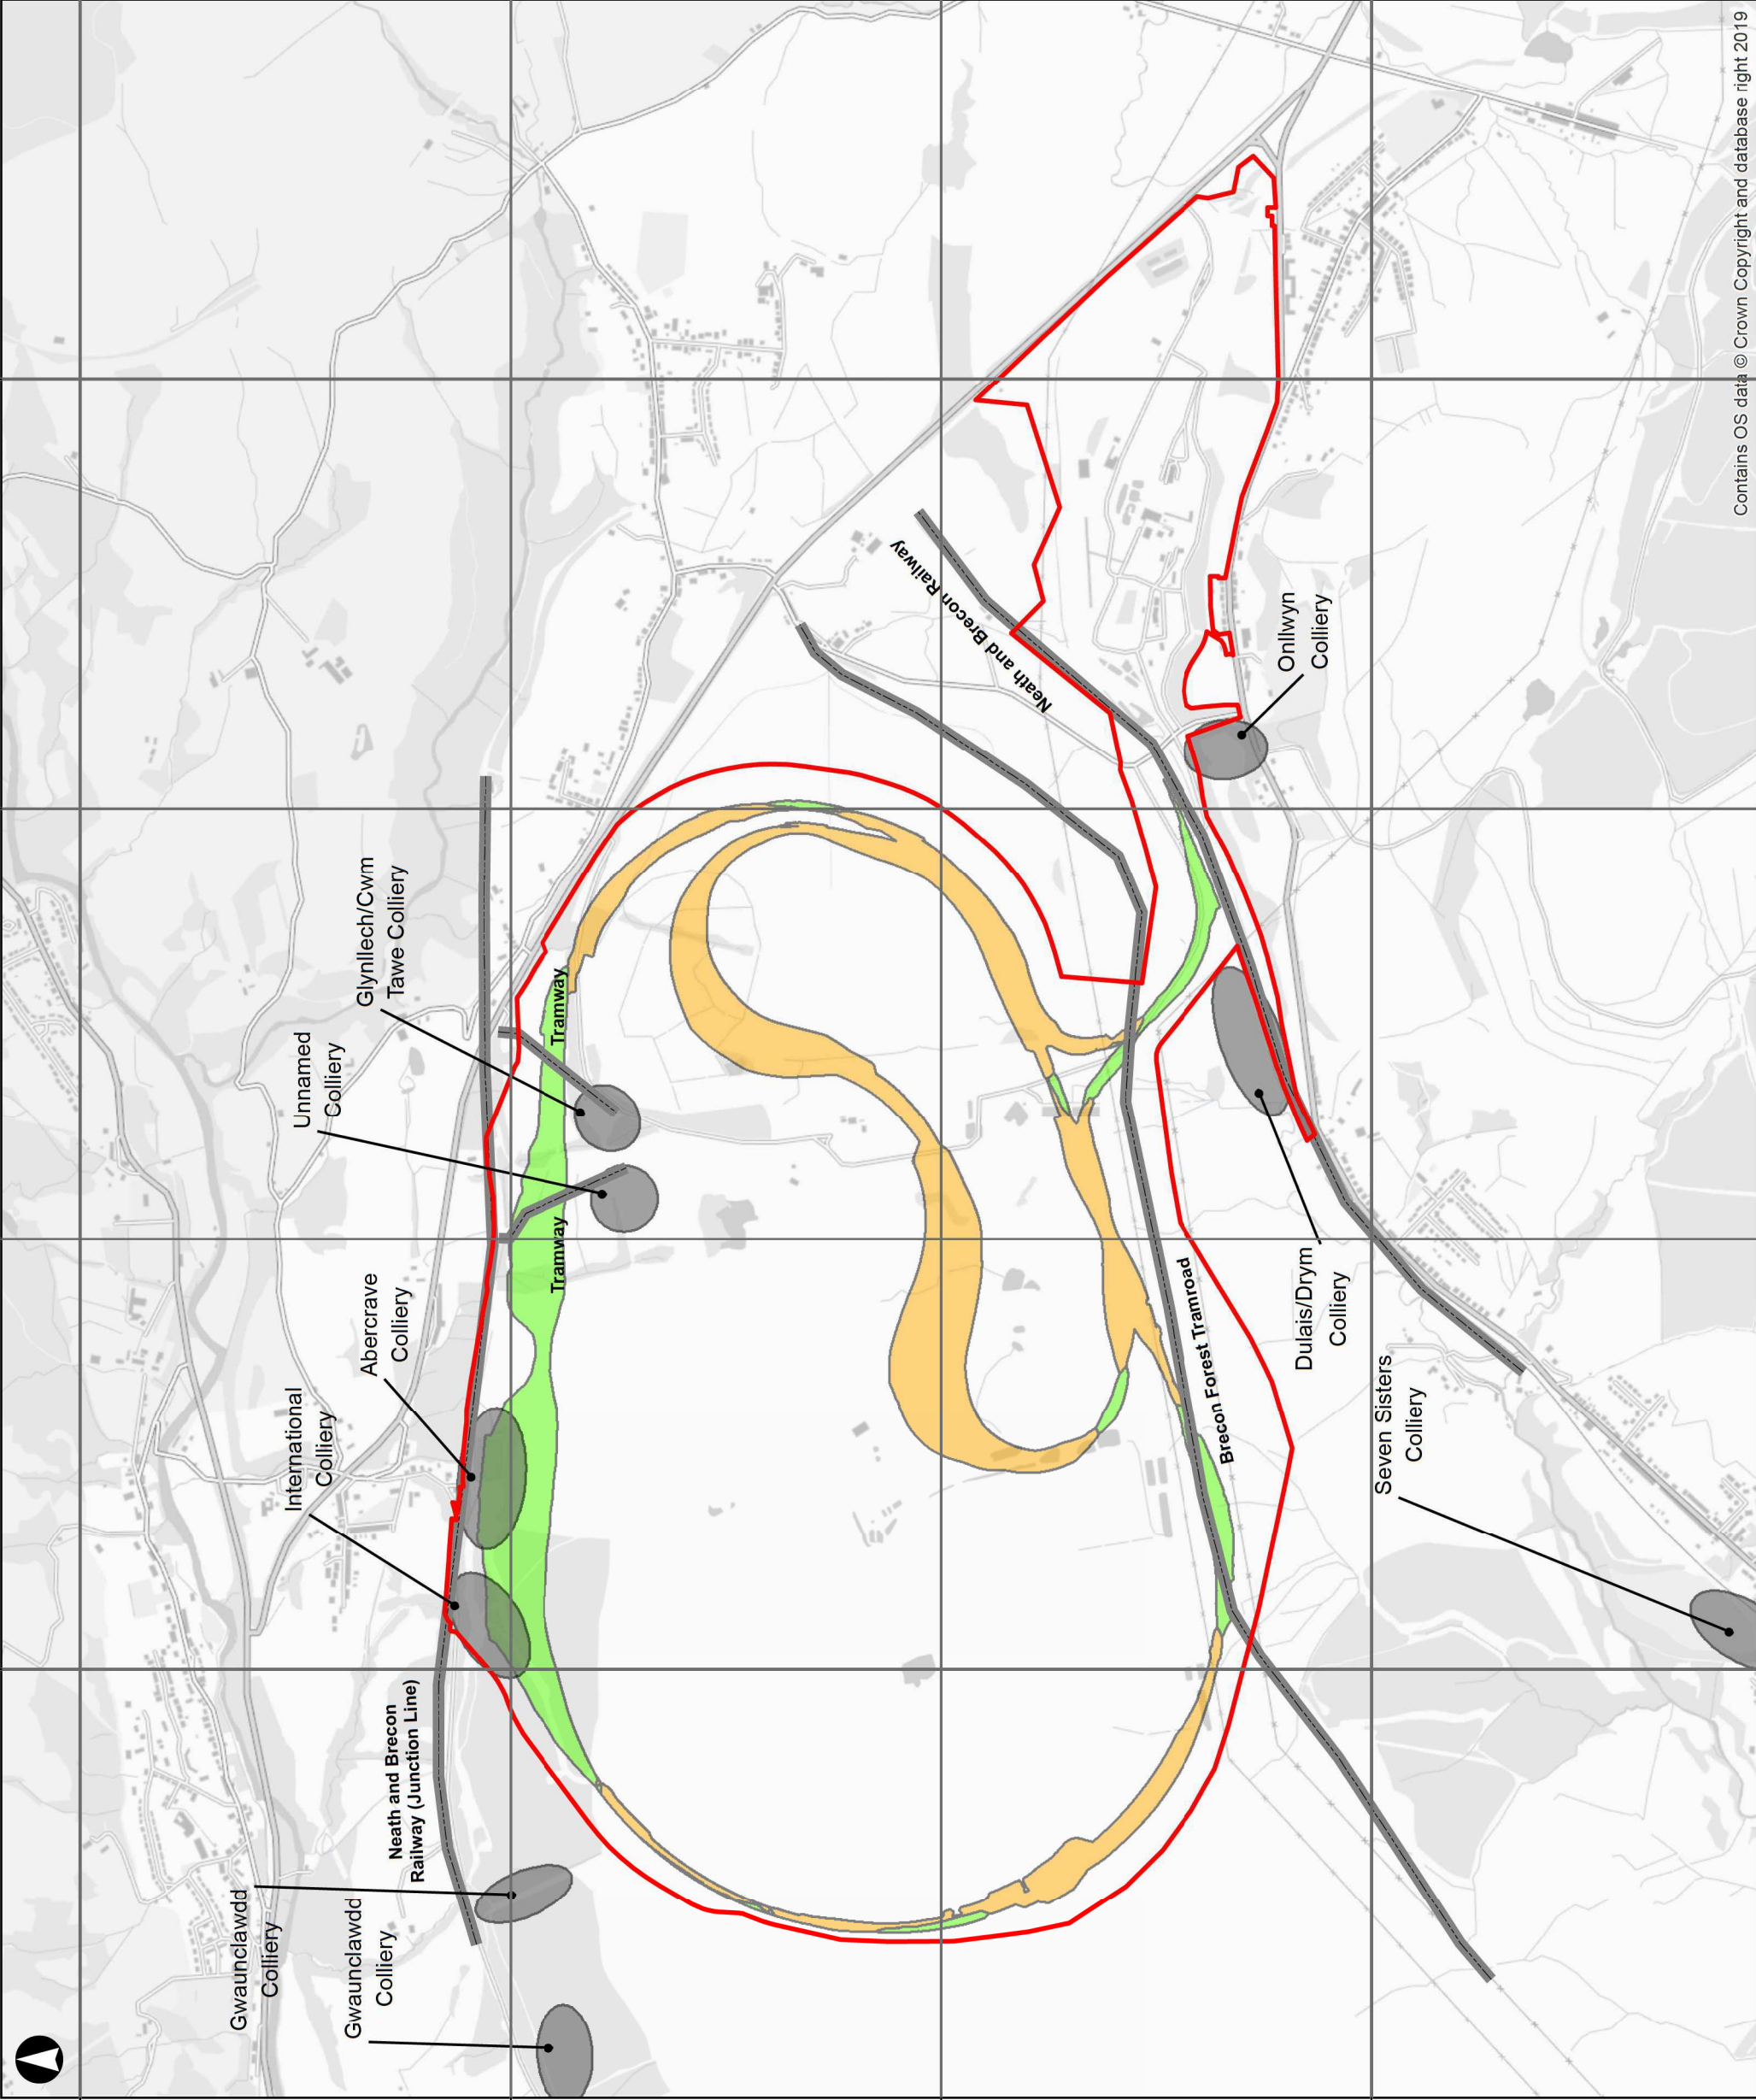 Gwaunclawdd
Colliery
Gwaunclawdd
Colliery
Neath and Brecon
Railway (Junction Line)
International
Colliery
Abercrave
Colliery
Unnamed
Colliery
Glynllech/Cwm
Tawe Colliery
Tramway
Tramway
Neath and Brecon Railway
Brecon Forest Tramroad
Onllwyn
Colliery
Dulais/Drym
Colliery
Seven Sisters
Colliery
Contains OS data © Crown Copyright and database right 2019